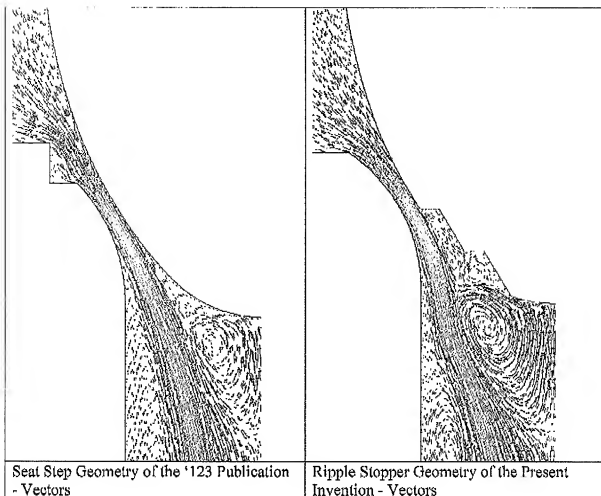 Seat Step Geometry of the '123 Publication
- Vectors
Ripple Stopper Geometry of the Present
Invention - Vectors